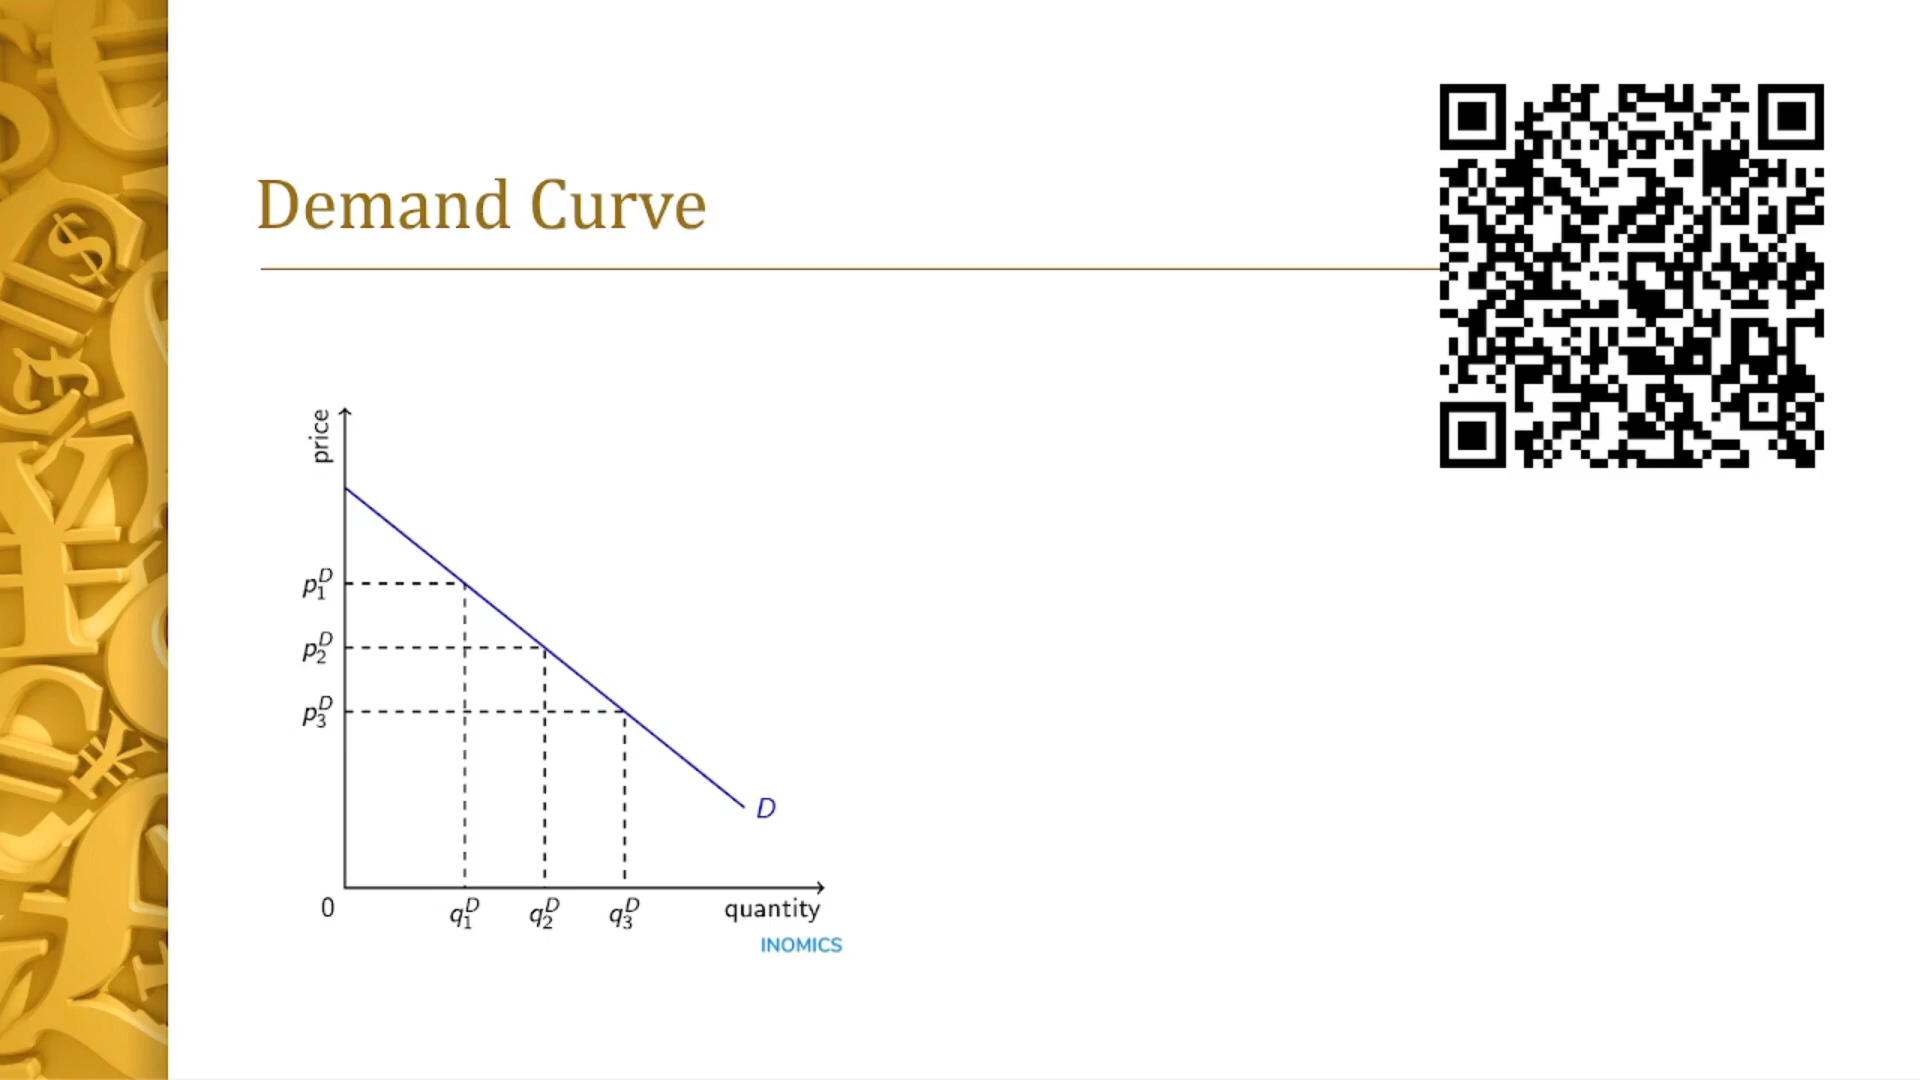 Demand Curve
price
p₁ᴰ
p₂ᴰ
p₃ᴰ
D
0
q₁ᴰ
q₂ᴰ
q₃ᴰ
quantity
INOMICS